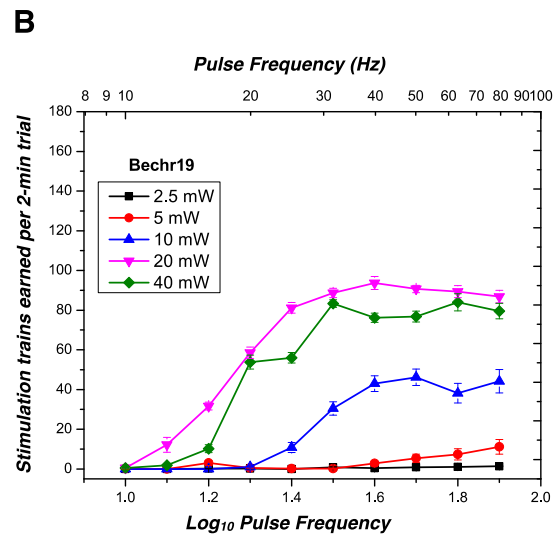 B
Pulse Frequency (Hz)
8 9 10 20 30 40 50 60 70 80 90 100
180
160
140
120
100
80
60
40
20
0
Stimulation trains earned per 2-min trial
Bechr19
2.5 mW
5 mW
10 mW
20 mW
40 mW
1.0 1.2 1.4 1.6 1.8 2.0
Log₁₀ Pulse Frequency